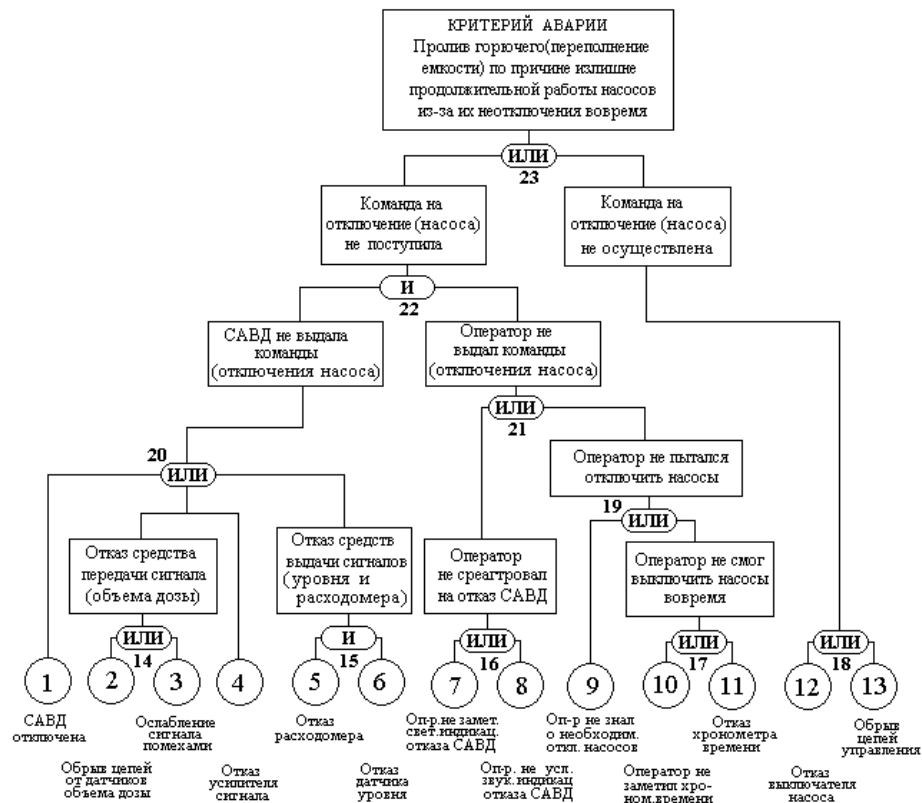 КРИТЕРИЙ АВАРИИ
Пролив горючего(переполнение
емкости) по причине излишне
продолжительной работы насосов
из-за их неотключения вовремя
ИЛИ
23
Команда на
отключение (насоса)
не поступила
Команда на
отключение (насоса)
не осуществлена
И
22
САВД не выдала
команды
(отключения насоса)
Оператор не
выдал команды
(отключения насоса)
ИЛИ
21
20
ИЛИ
Оператор не пытался
отключить насосы
19
ИЛИ
Отказ средства
передачи сигнала
(объема дозы)
Отказ средств
выдачи сигналов
(уровня и
расходомера)
Оператор
не среагтровал
на отказ САВД
Оператор не смог
выключить насосы
вовремя
ИЛИ
14
И
15
ИЛИ
16
ИЛИ
17
ИЛИ
18
1
2
3
4
5
6
7
8
9
10
11
12
13
САВД
отключена
Обрыв цепей
от датчиков
объема дозы
Ослабление
сигнала
помехами
Отказ
усилителя
сигнала
Отказ
расходомера
Отказ
датчика
уровня
Оп-р.не замет.
свет.индикац.
отказа САВД
Оп-р. не усл.
звук.индикац
отказа САВД
Оп-р не знал
о необходим.
откл. насосов
Оператор не
заметил хро-
ном.времени
Отказ
хронометра
времени
Отказ
выключателя
насоса
Обрыв
цепей
управления